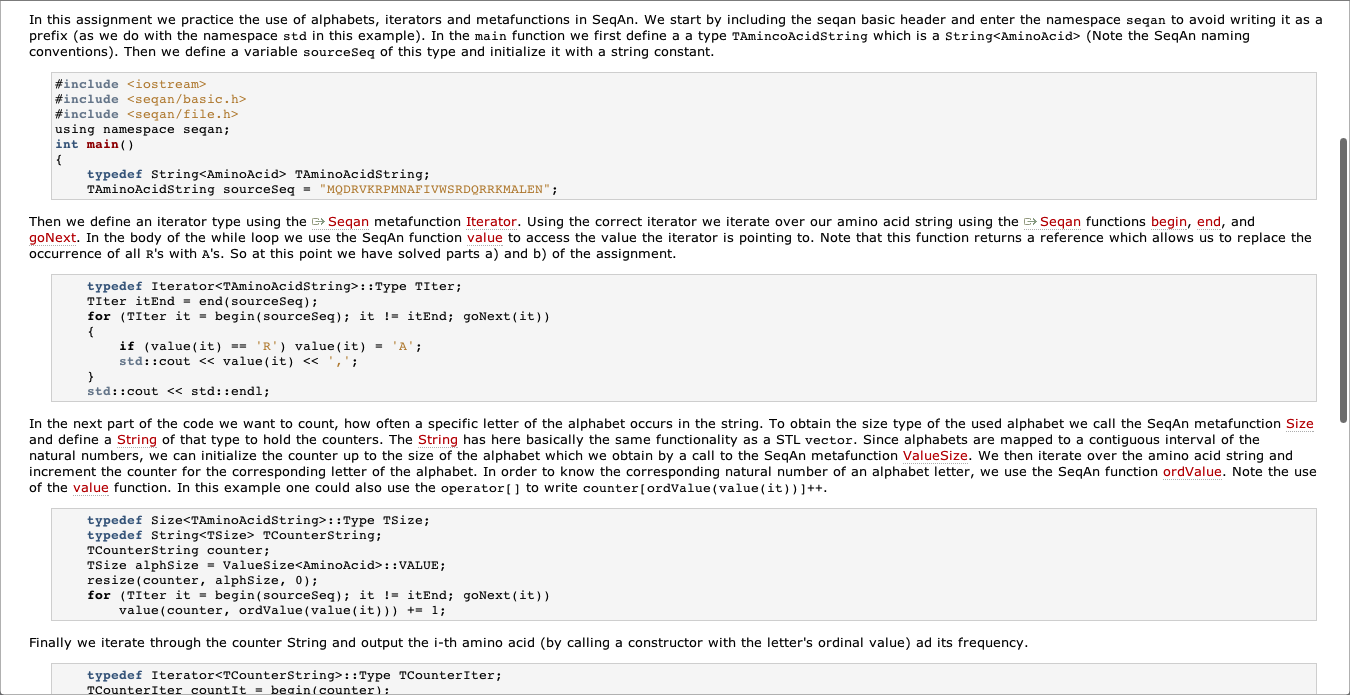 In this assignment we practice the use of alphabets, iterators and metafunctions in SeqAn. We start by including the seqan basic header and enter the namespace seqan to avoid writing it as a
prefix (as we do with the namespace std in this example). In the main function we first define a a type TAmincoAcidString which is a String<AminoAcid> (Note the SeqAn naming
conventions). Then we define a variable sourceSeq of this type and initialize it with a string constant.
#include <iostream>
#include <seqan/basic.h>
#include <seqan/file.h>
using namespace seqan;
int main()
{
    typedef String<AminoAcid> TAminoAcidString;
    TAminoAcidString sourceSeq = "MQDRVKRPMNAFIVWSRDQRRKMALEN";
Then we define an iterator type using the Seqan metafunction Iterator. Using the correct iterator we iterate over our amino acid string using the Seqan functions begin, end, and
goNext. In the body of the while loop we use the SeqAn function value to access the value the iterator is pointing to. Note that this function returns a reference which allows us to replace the
occurrence of all R's with A's. So at this point we have solved parts a) and b) of the assignment.
    typedef Iterator<TAminoAcidString>::Type TIter;
    TIter itEnd = end(sourceSeq);
    for (TIter it = begin(sourceSeq); it != itEnd; goNext(it))
    {
        if (value(it) == 'R') value(it) = 'A';
        std::cout << value(it) << ',';
    }
    std::cout << std::endl;
In the next part of the code we want to count, how often a specific letter of the alphabet occurs in the string. To obtain the size type of the used alphabet we call the SeqAn metafunction Size
and define a String of that type to hold the counters. The String has here basically the same functionality as a STL vector. Since alphabets are mapped to a contiguous interval of the
natural numbers, we can initialize the counter up to the size of the alphabet which we obtain by a call to the SeqAn metafunction ValueSize. We then iterate over the amino acid string and
increment the counter for the corresponding letter of the alphabet. In order to know the corresponding natural number of an alphabet letter, we use the SeqAn function ordValue. Note the use
of the value function. In this example one could also use the operator[] to write counter[ordValue(value(it))]++.
    typedef Size<TAminoAcidString>::Type TSize;
    typedef String<TSize> TCounterString;
    TCounterString counter;
    TSize alphSize = ValueSize<AminoAcid>::VALUE;
    resize(counter, alphSize, 0);
    for (TIter it = begin(sourceSeq); it != itEnd; goNext(it))
        value(counter, ordValue(value(it))) += 1;
Finally we iterate through the counter String and output the i-th amino acid (by calling a constructor with the letter's ordinal value) ad its frequency.
    typedef Iterator<TCounterString>::Type TCounterIter;
    TCounterIter countIt = begin(counter);